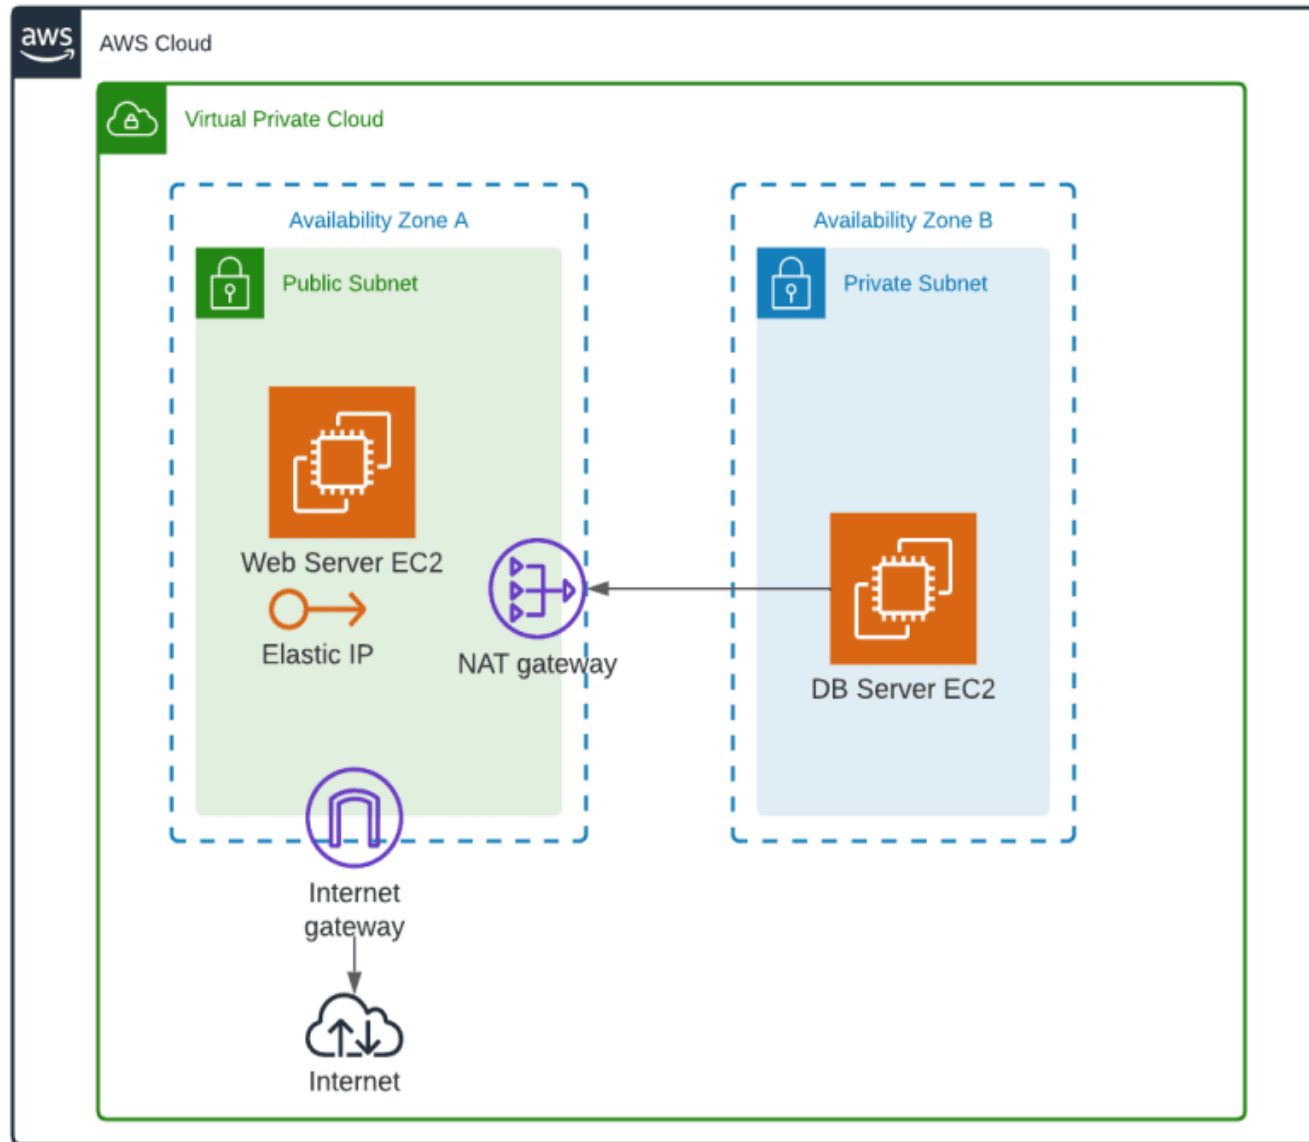 aws
AWS Cloud
Virtual Private Cloud
Availability Zone A
Public Subnet
Web Server EC2
Elastic IP
NAT gateway
Internet
gateway
Internet
Availability Zone B
Private Subnet
DB Server EC2